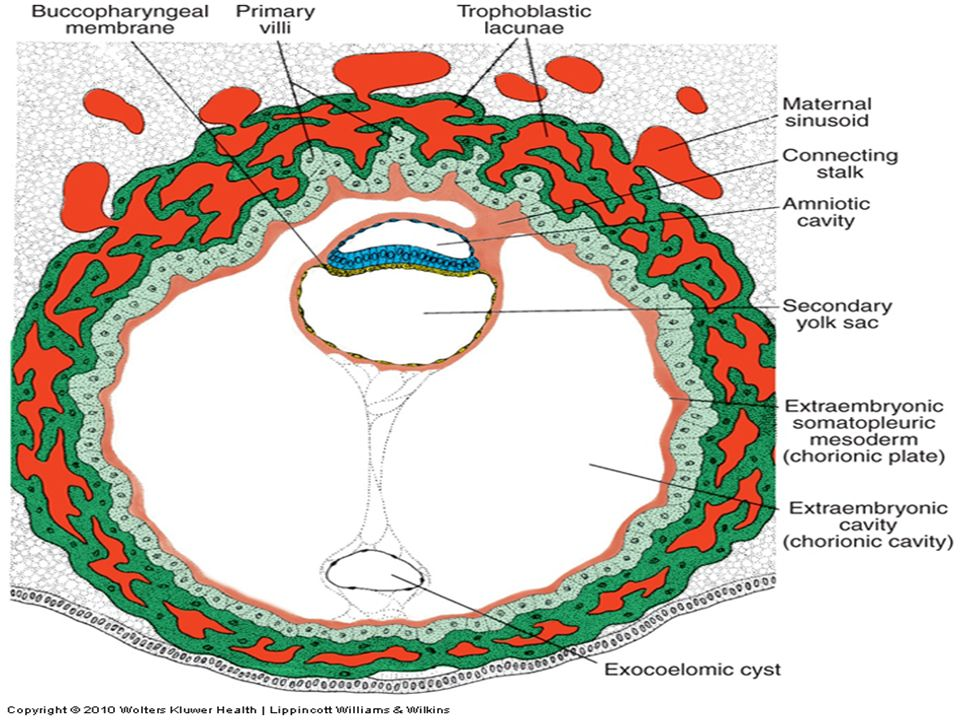 Buccopharyngeal
membrane
Primary
villi
Trophoblastic
lacunae
Maternal
sinusoid
Connecting
stalk
Amniotic
cavity
Secondary
yolk sac
Extraembryonic
somatopleuric
mesoderm
(chorionic plate)
Extraembryonic
cavity
(chorionic cavity)
Exocoelomic cyst
Copyright © 2010 Wolters Kluwer Health | Lippincott Williams & Wilkins